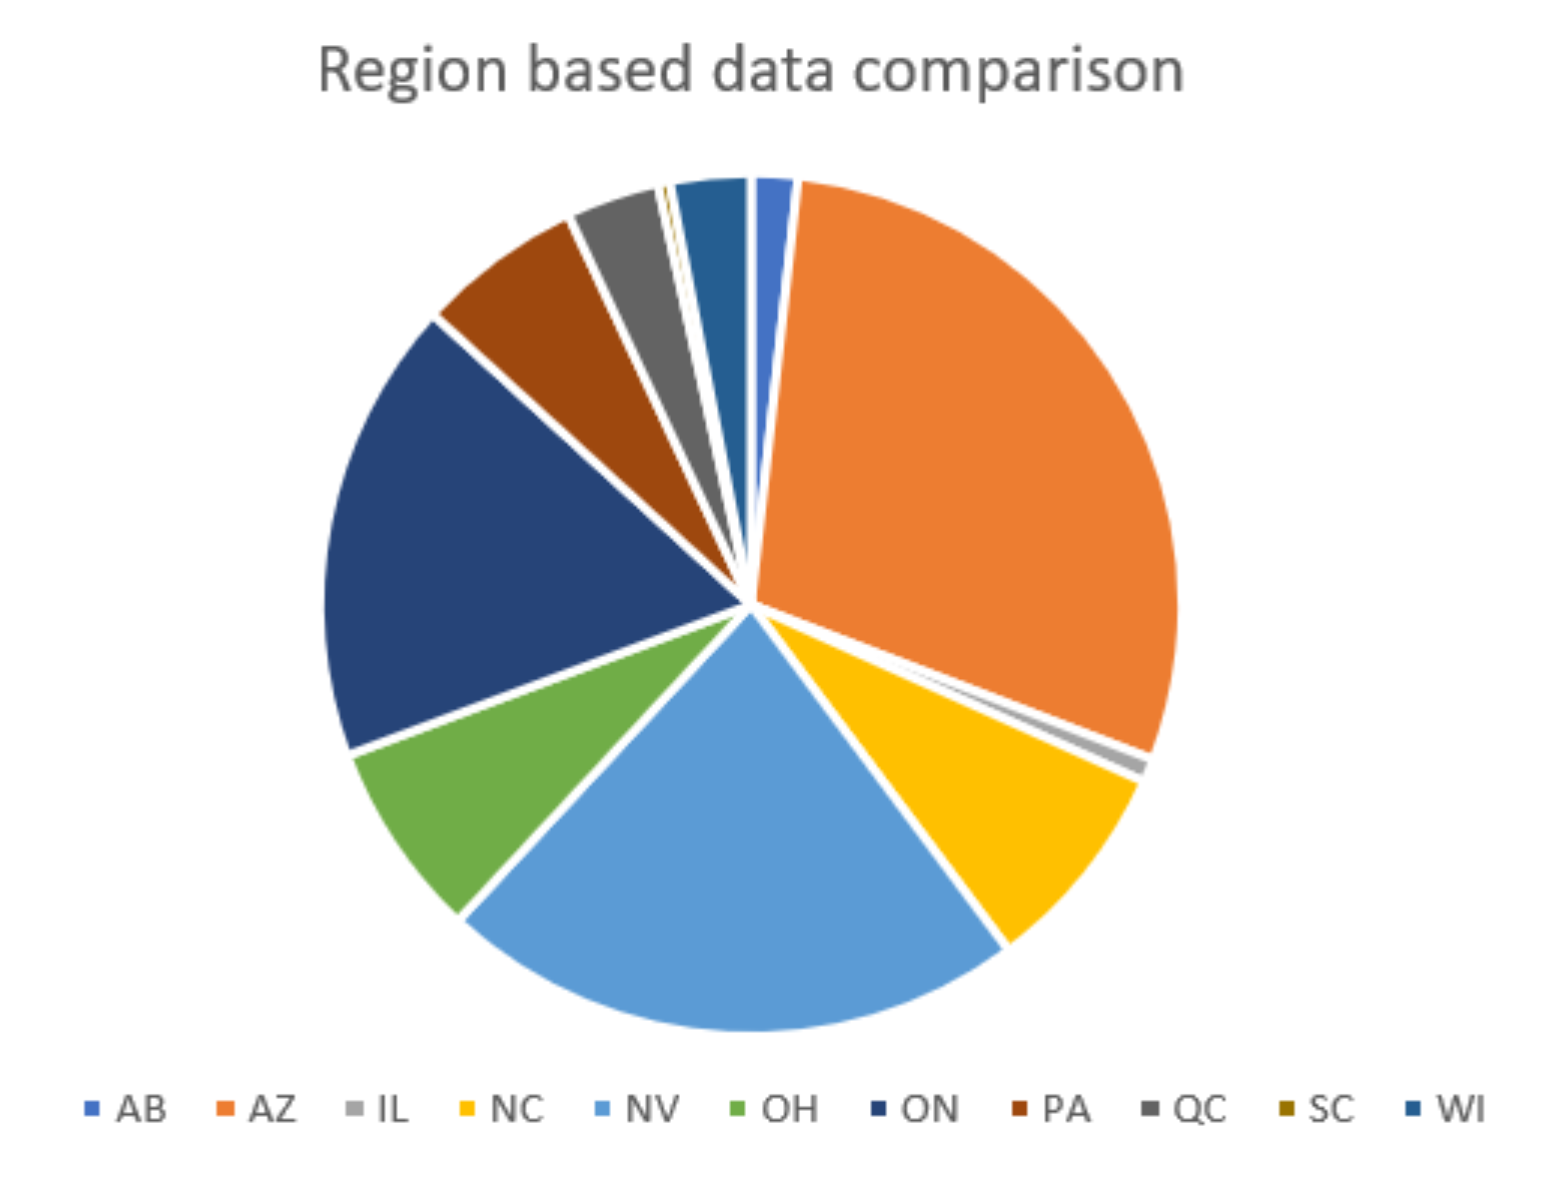 Region based data comparison
AB AZ IL NC NV OH ON PA QC SC WI